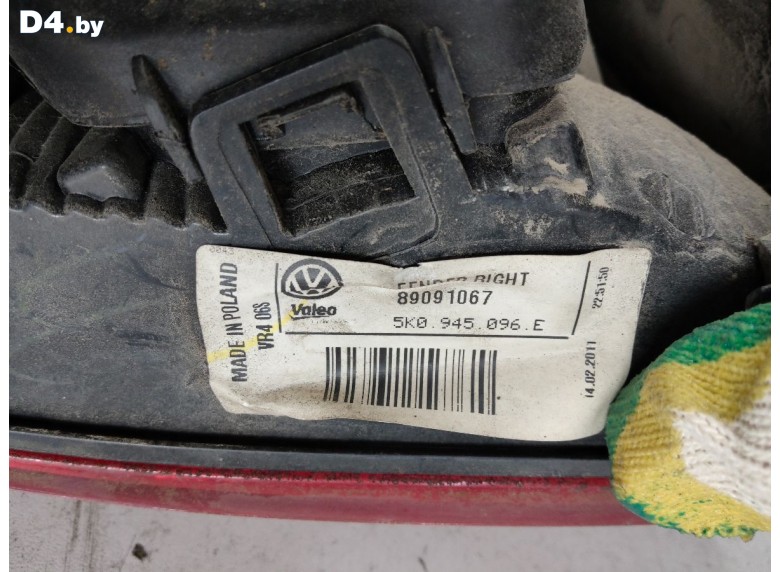 D4.by
0043
MADE IN POLAND
VR4 06S
Valeo
FENDER RIGHT
89091067
5K0.945.096.E
22:51:50
14.02.2011